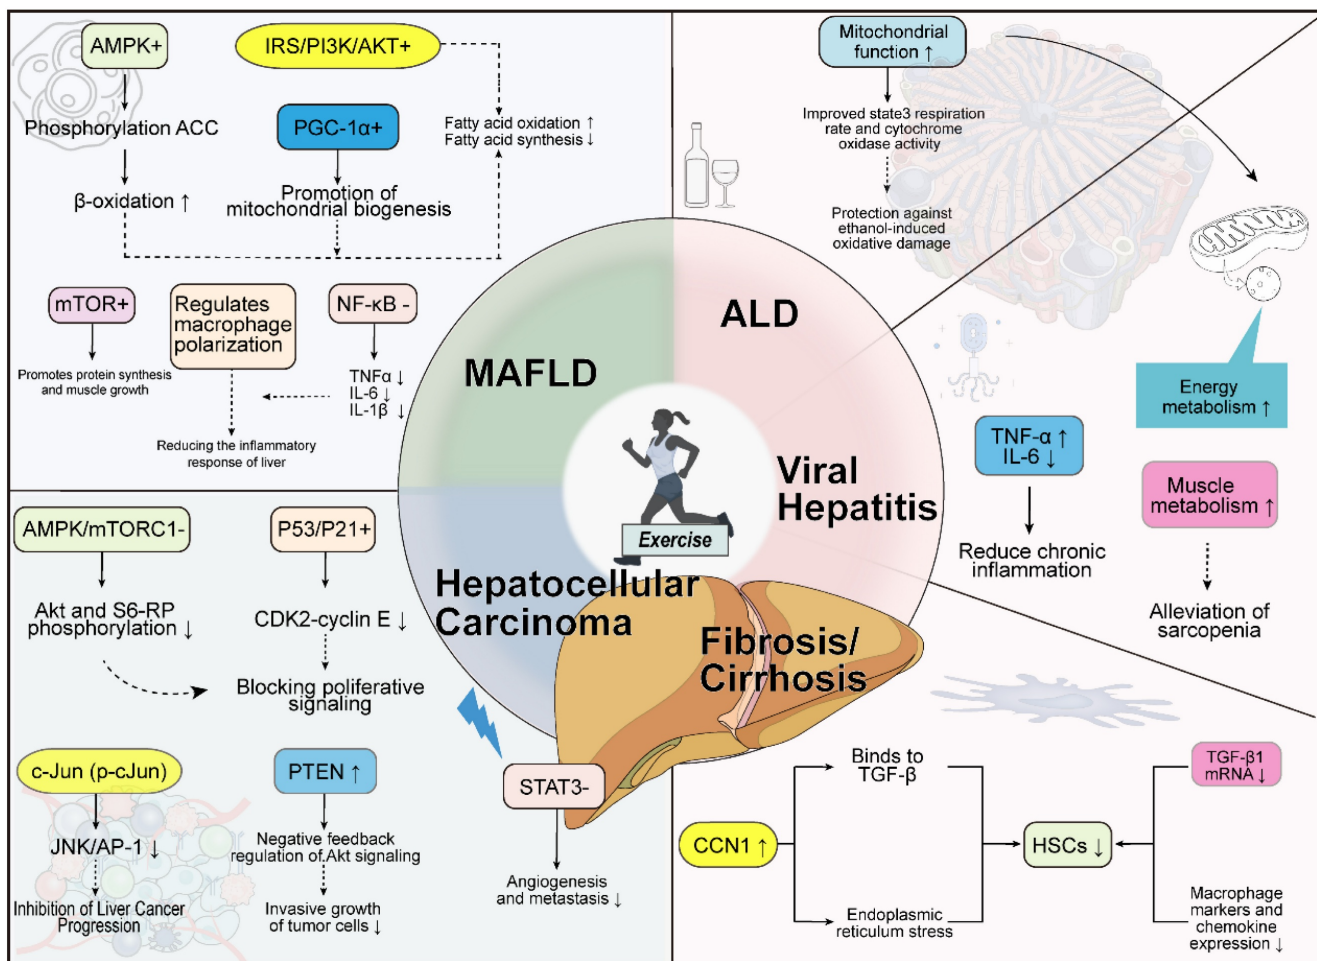 AMPK+
IRS/PI3K/AKT+
Phosphorylation ACC
PGC-1α+
Fatty acid oxidation ↑
Fatty acid synthesis ↓
β-oxidation ↑
Promotion of
mitochondrial biogenesis
mTOR+
Regulates
macrophage
polarization
NF-κB -
Promotes protein synthesis
and muscle growth
TNFα ↓
IL-6 ↓
IL-1β ↓
Reducing the inflammatory
response of liver
Mitochondrial
function ↑
Improved state3 respiration
rate and cytochrome
oxidase activity
Protection against
ethanol-induced
oxidative damage
MAFLD
ALD
Viral
Hepatitis
Exercise
Hepatocellular
Carcinoma
Fibrosis/
Cirrhosis
Energy
metabolism ↑
TNF-α ↑
IL-6 ↓
Muscle
metabolism ↑
Reduce chronic
inflammation
Alleviation of
sarcopenia
AMPK/mTORC1-
P53/P21+
Akt and S6-RP
phosphorylation ↓
CDK2-cyclin E ↓
Blocking poliferative
signaling
c-Jun (p-cJun)
PTEN ↑
STAT3-
JNK/AP-1 ↓
Negative feedback
regulation of Akt signaling
Inhibition of Liver Cancer
Progression
Invasive growth
of tumor cells ↓
Angiogenesis
and metastasis ↓
Binds to
TGF-β
TGF-β1
mRNA ↓
CCN1 ↑
HSCs ↓
Endoplasmic
reticulum stress
Macrophage
markers and
chemokine
expression ↓